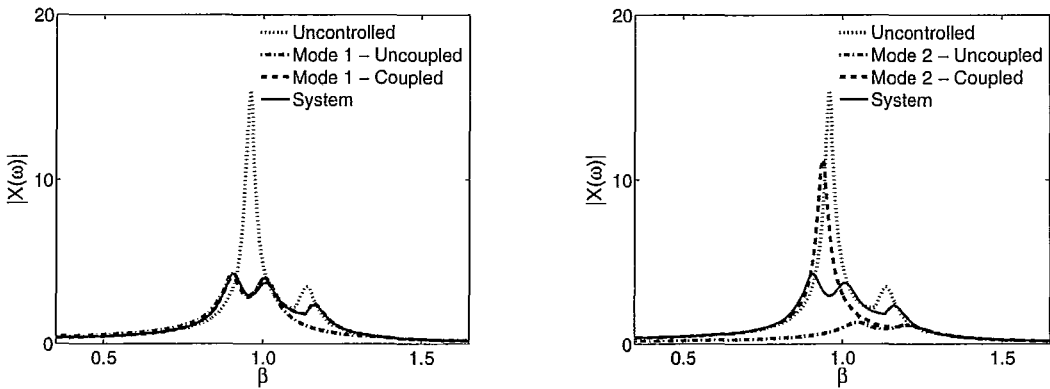 20
10
0
|X(ω)|
0.5
1.0
1.5
β
Uncontrolled
Mode 1 – Uncoupled
Mode 1 – Coupled
System
20
10
0
|X(ω)|
0.5
1.0
1.5
β
Uncontrolled
Mode 2 – Uncoupled
Mode 2 – Coupled
System